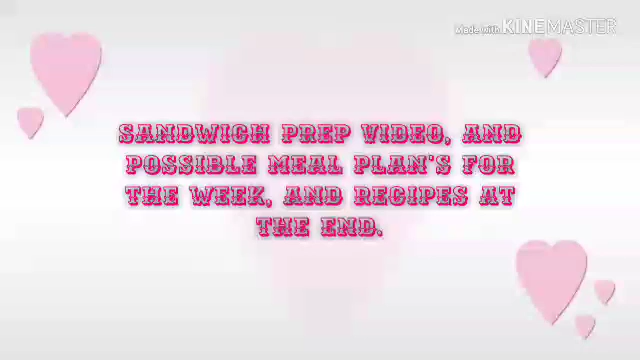 Made with KINEMASTER
SANDWICH PREP VIDEO, AND
POSSIBLE MEAL PLAN'S FOR
THE WEEK, AND RECIPES AT
THE END.